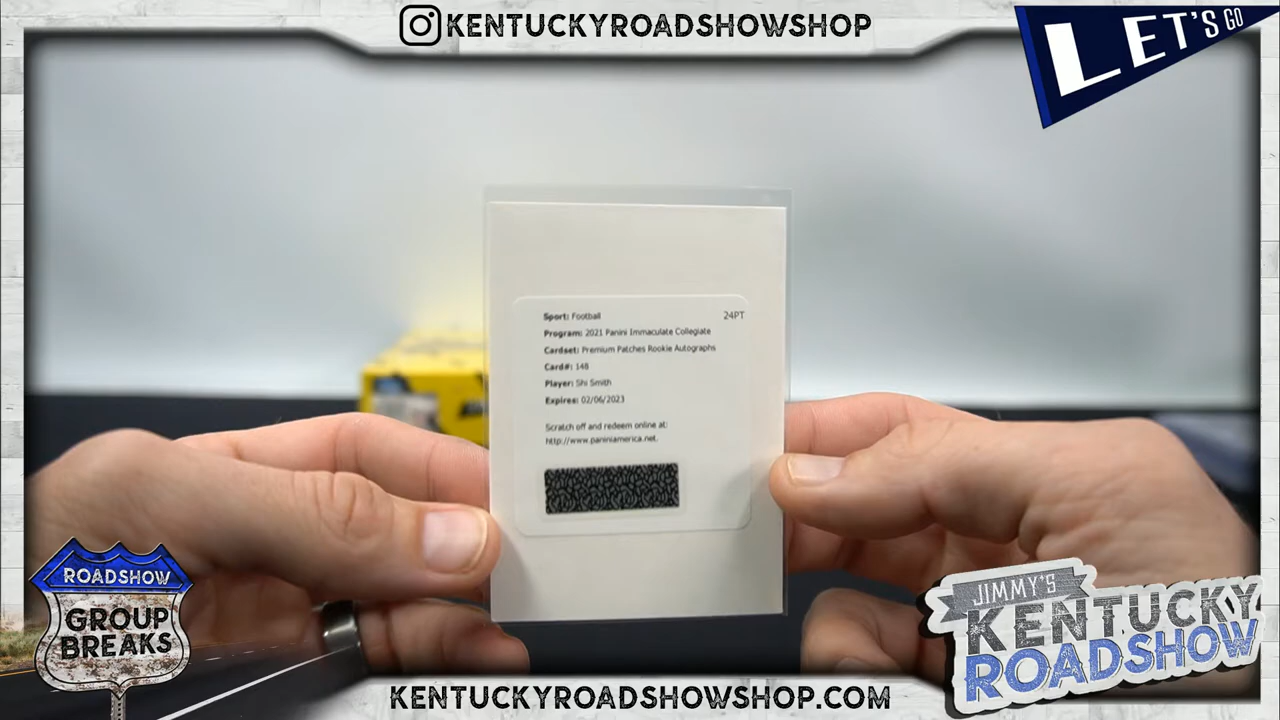 KENTUCKYROADSHOWSHOP
LET'S GO
Sport: Football
24PT
Program: 2021 Panini Immaculate Collegiate
Cardset: Premium Patches Rookie Autographs
Card#: 148
Player: Shi Smith
Expires: 02/06/2023
Scratch off and redeem online at:
http://www.paniniamerica.net.
ROADSHOW
GROUP
BREAKS
JIMMY'S
KENTUCKY
ROADSHOW
KENTUCKYROADSHOWSHOP.COM